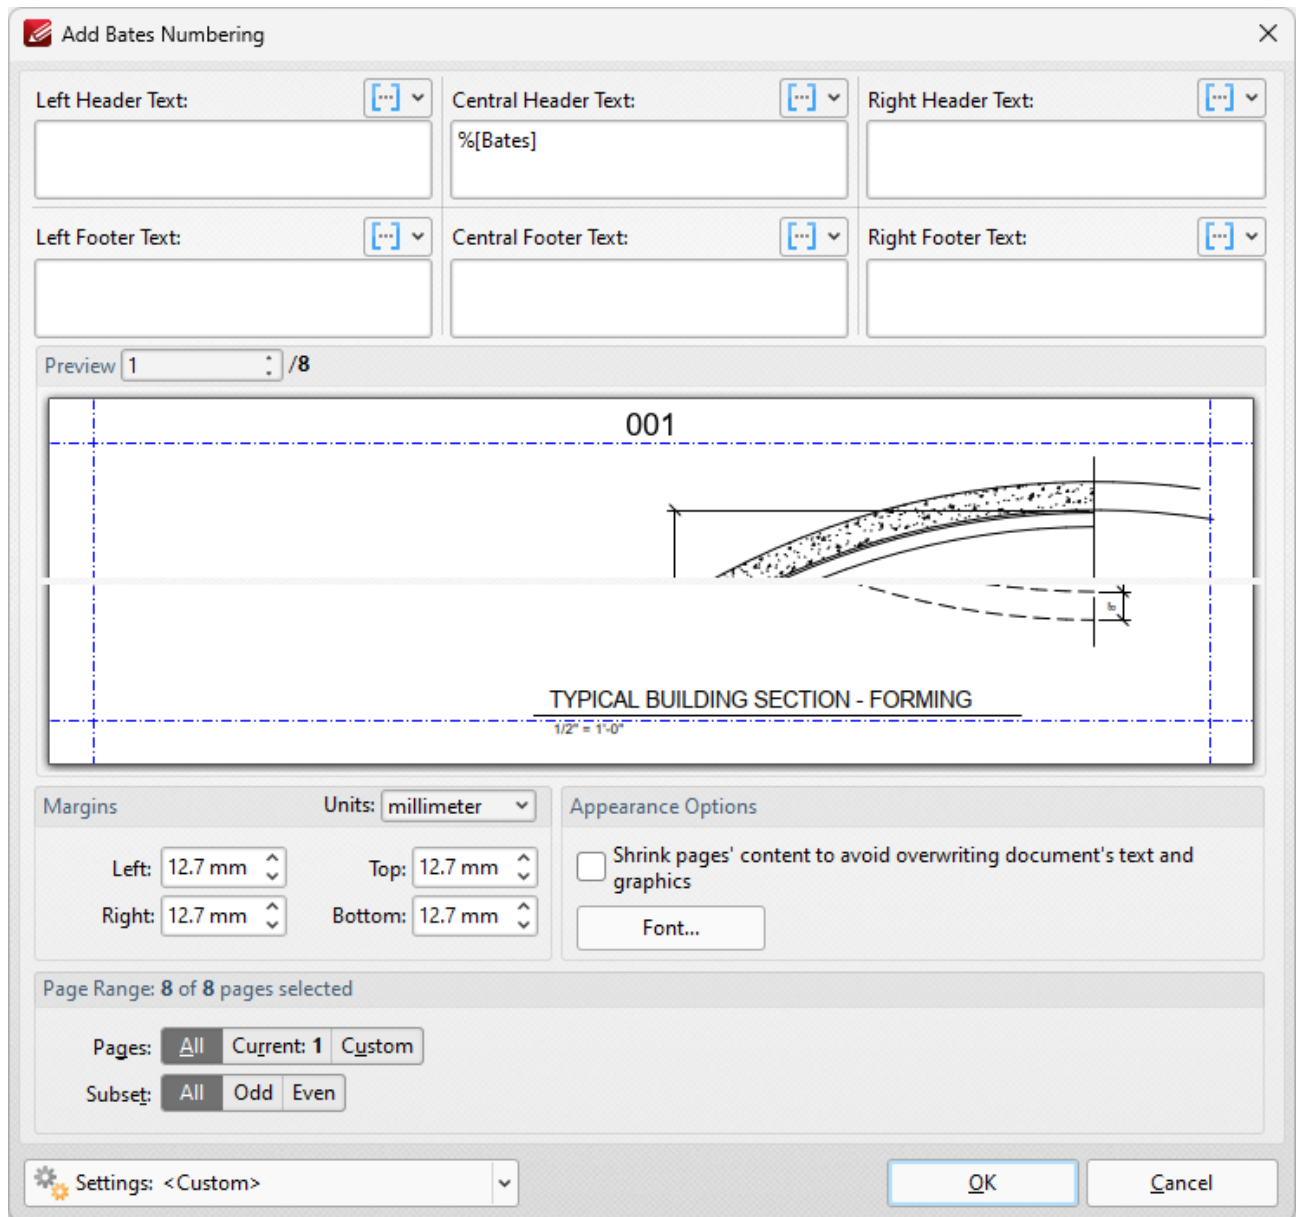 Add Bates Numbering
Left Header Text:
Central Header Text:
Right Header Text:
%[Bates]
Left Footer Text:
Central Footer Text:
Right Footer Text:
Preview 1 /8
001
8"
TYPICAL BUILDING SECTION - FORMING
1/2" = 1'-0"
Margins
Units: millimeter
Appearance Options
Left: 12.7 mm
Top: 12.7 mm
Shrink pages' content to avoid overwriting document's text and
graphics
Right: 12.7 mm
Bottom: 12.7 mm
Font...
Page Range: 8 of 8 pages selected
Pages: All Current: 1 Custom
Subset: All Odd Even
Settings: <Custom>
OK
Cancel